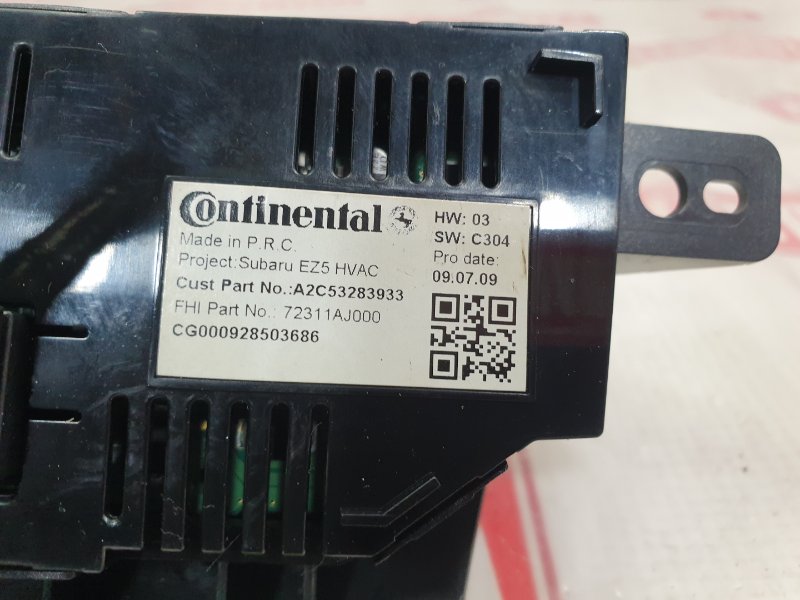 Continental
Made in P.R.C.
Project:Subaru EZ5 HVAC
Cust Part No.:A2C53283933
FHI Part No.: 72311AJ000
CG000928503686
HW: 03
SW: C304
Pro date:
09.07.09